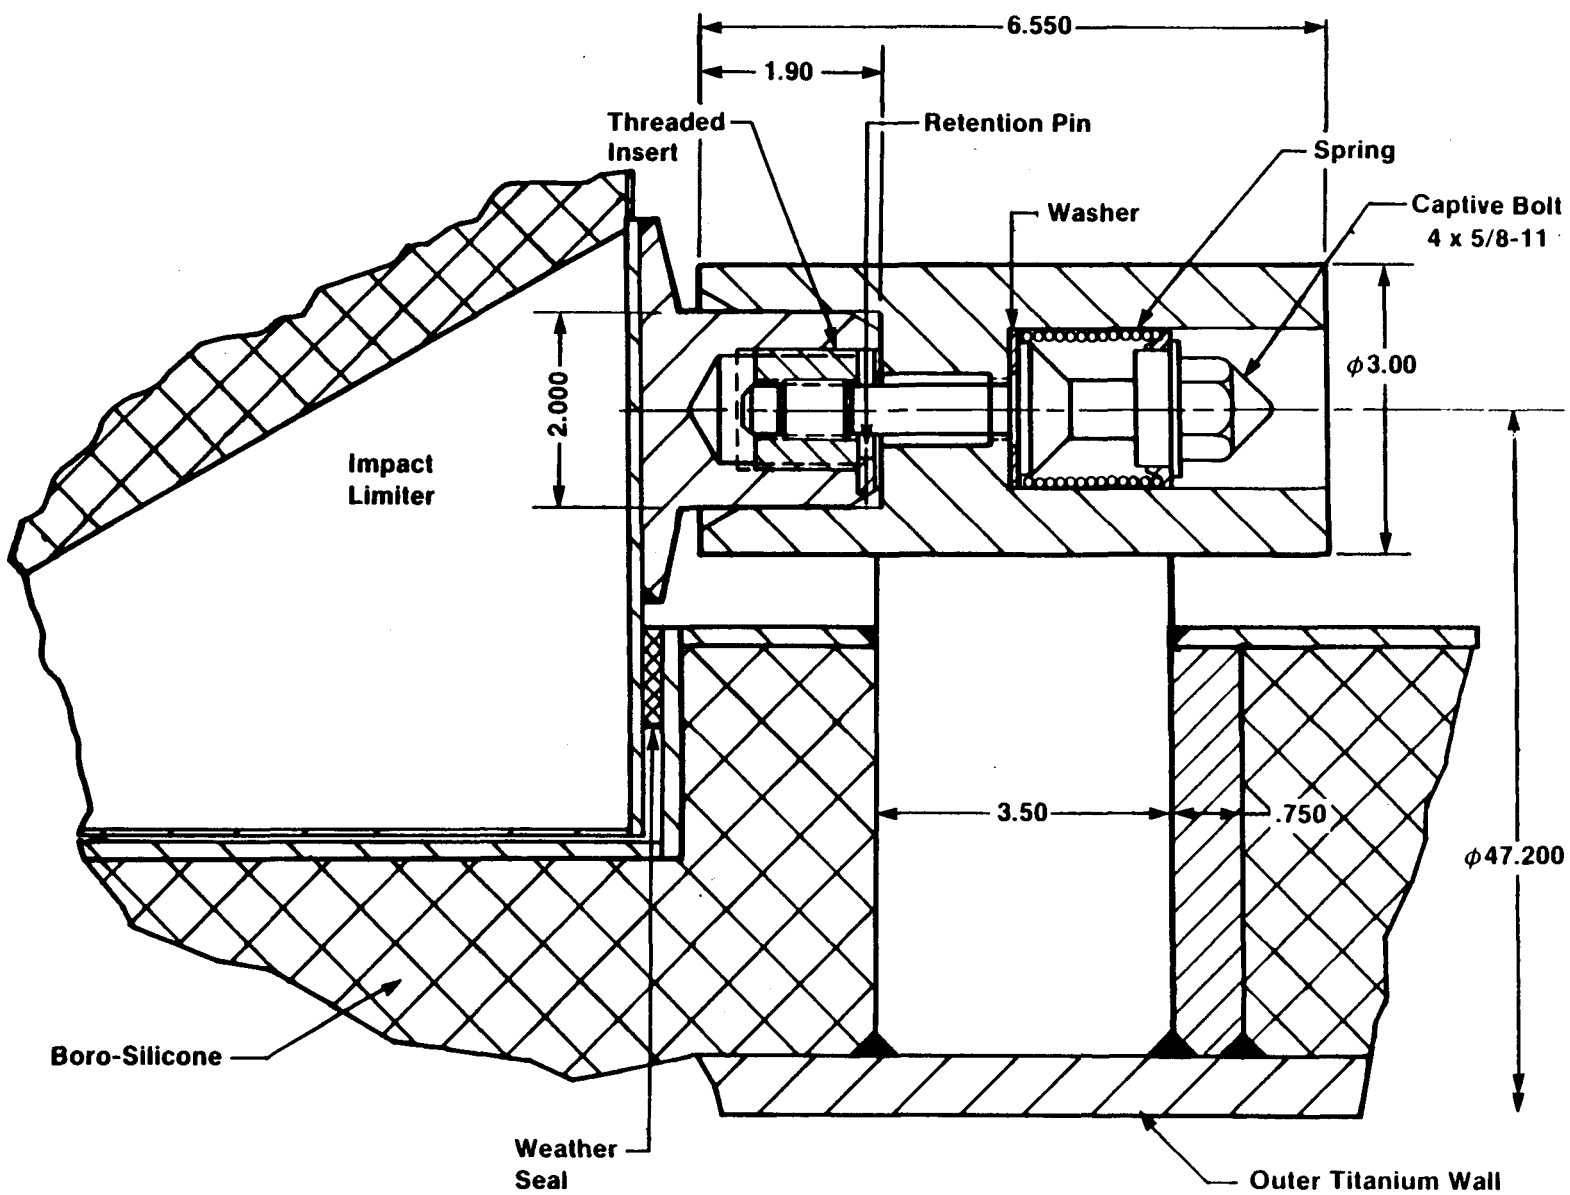 6.550
1.90
Threaded
Insert
Retention Pin
Spring
Washer
Captive Bolt
4 x 5/8-11
2.000
ϕ3.00
Impact
Limiter
3.50
.750
ϕ47.200
Boro-Silicone
Weather
Seal
Outer Titanium Wall